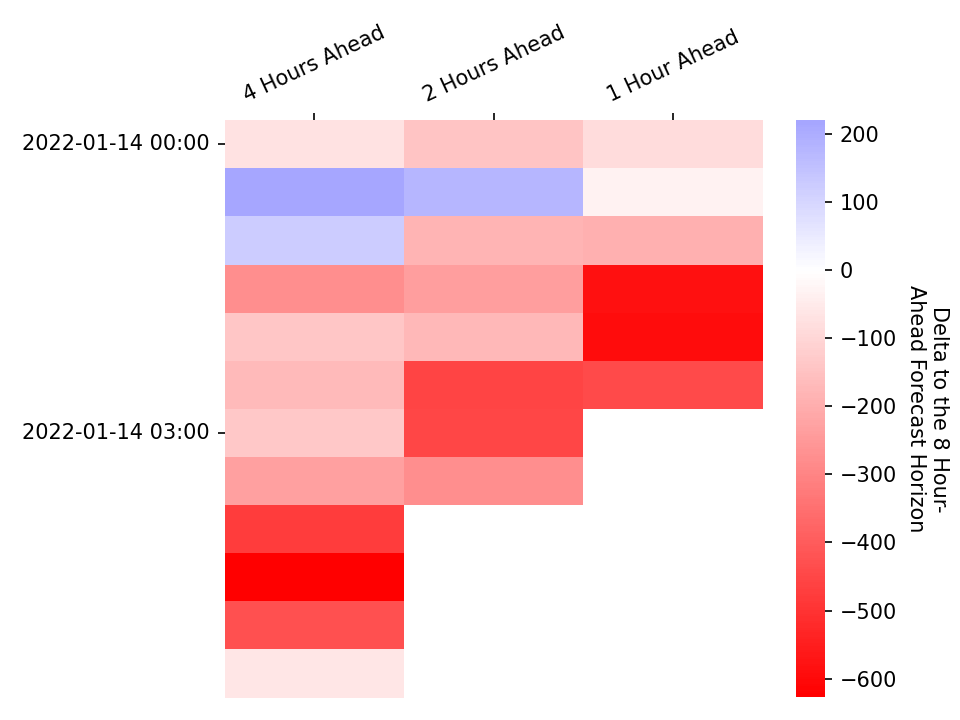 4 Hours Ahead
2 Hours Ahead
1 Hour Ahead
2022-01-14 00:00
2022-01-14 03:00
200
100
0
−100
−200
−300
−400
−500
−600
Delta to the 8 Hour-
Ahead Forecast Horizon